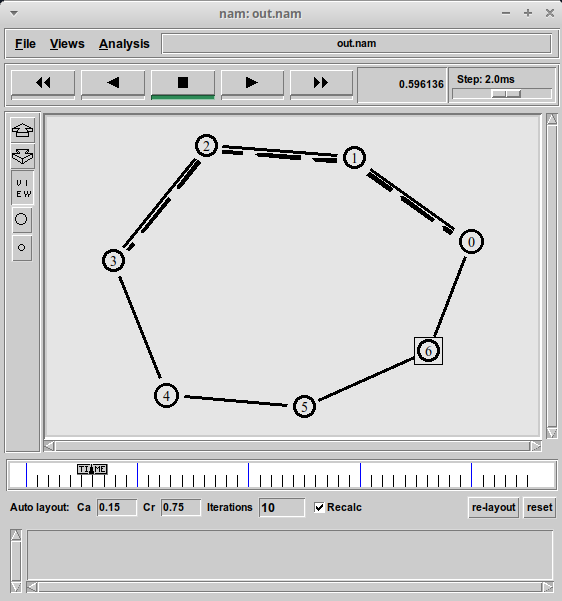 nam: out.nam
File Views Analysis out.nam
0.596136 Step: 2.0ms
V I
E W
2
1
0
3
6
4
5
TIME
Auto layout: Ca 0.15 Cr 0.75 Iterations 10 Recalc re-layout reset